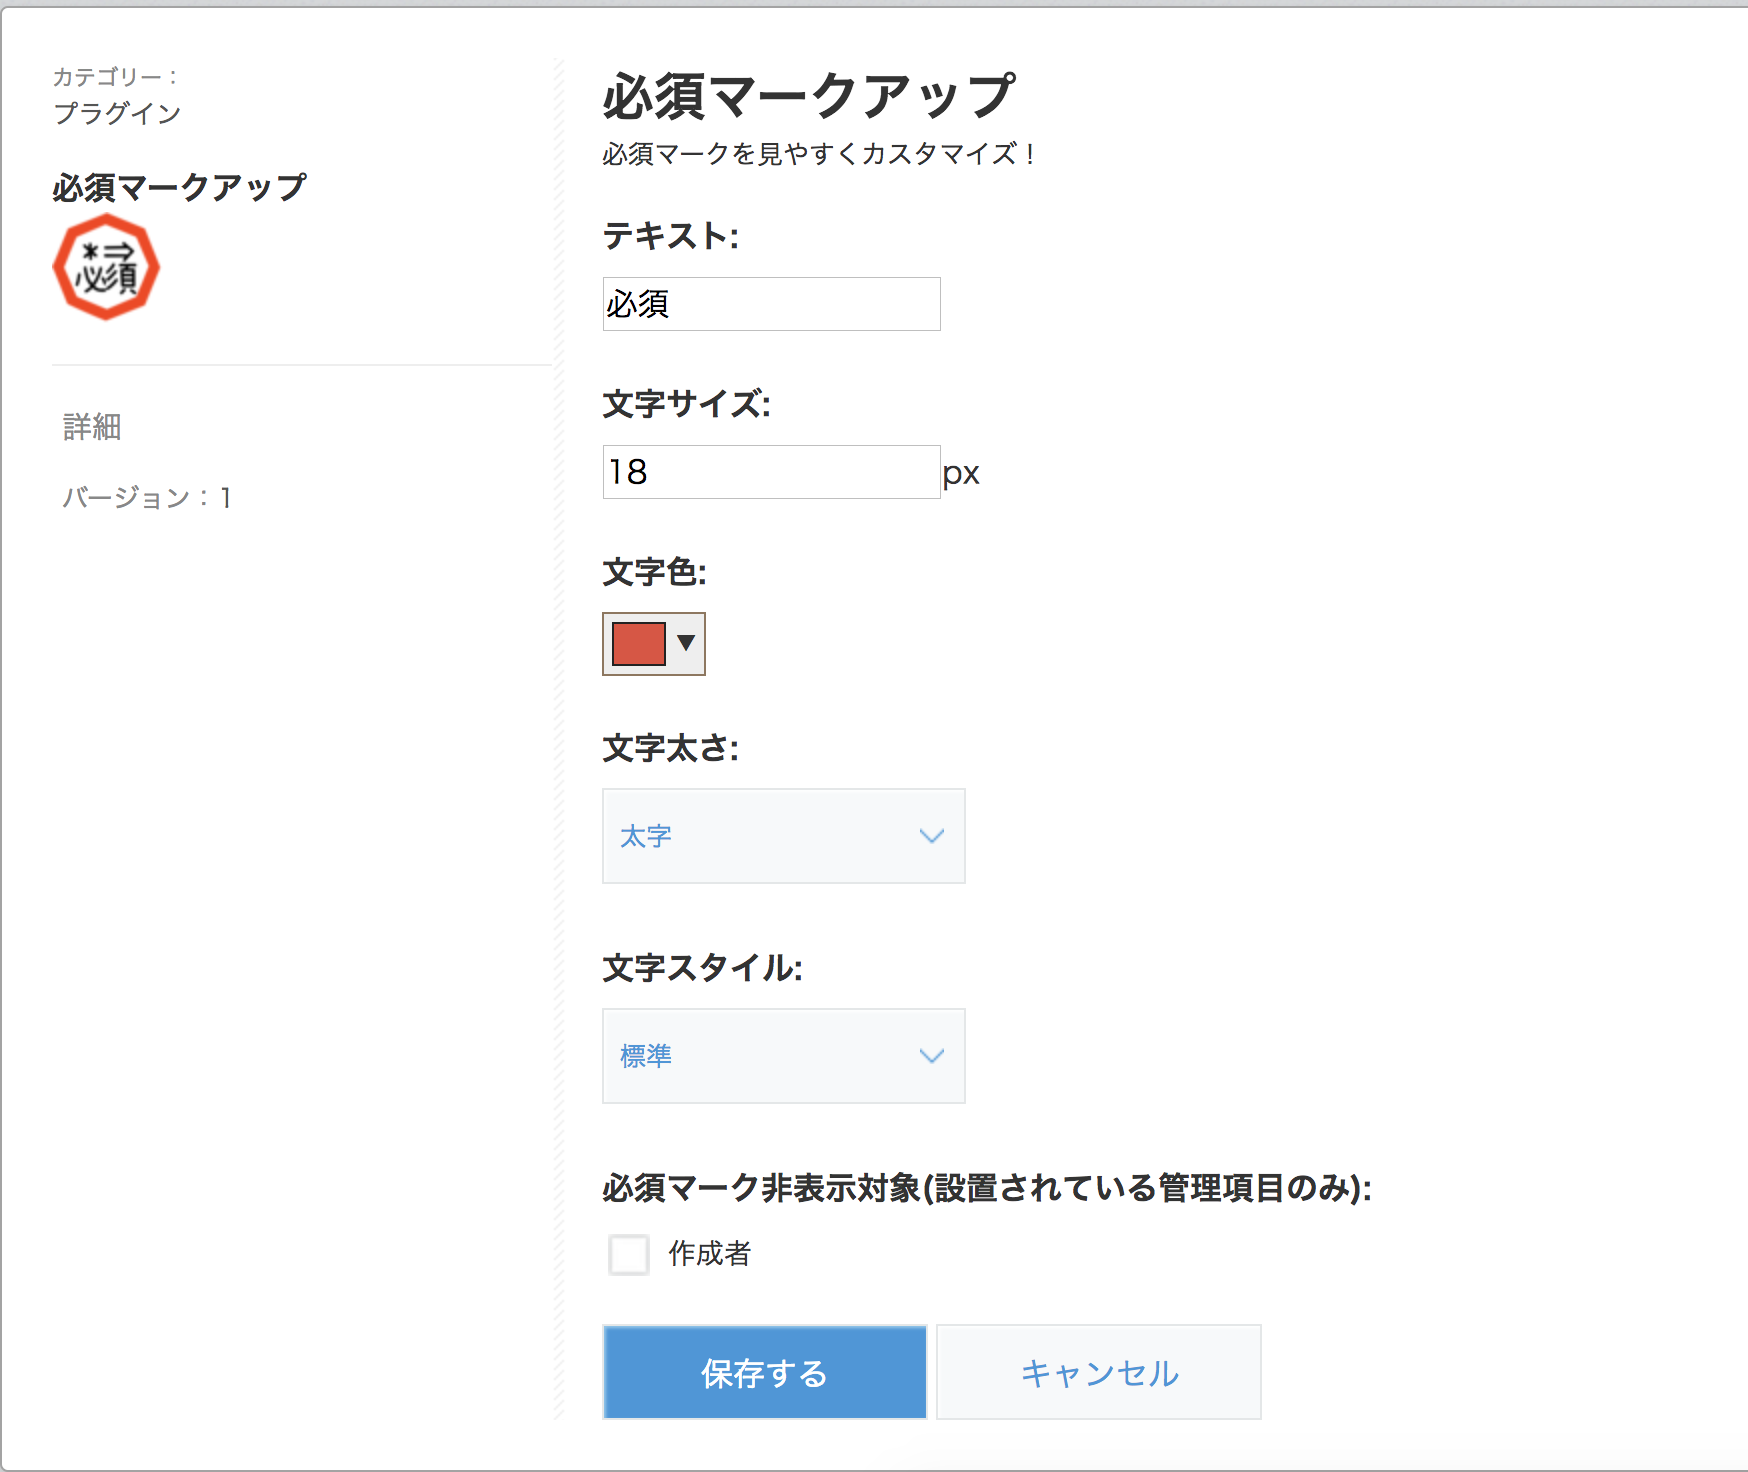 カテゴリー：
プラグイン
必須マークアップ
*⇒
必須
詳細
バージョン：1
必須マークアップ
必須マークを見やすくカスタマイズ！
テキスト:
必須
文字サイズ:
18px
文字色:
▼
文字太さ:
太字
文字スタイル:
標準
必須マーク非表示対象(設置されている管理項目のみ):
作成者
保存する
キャンセル